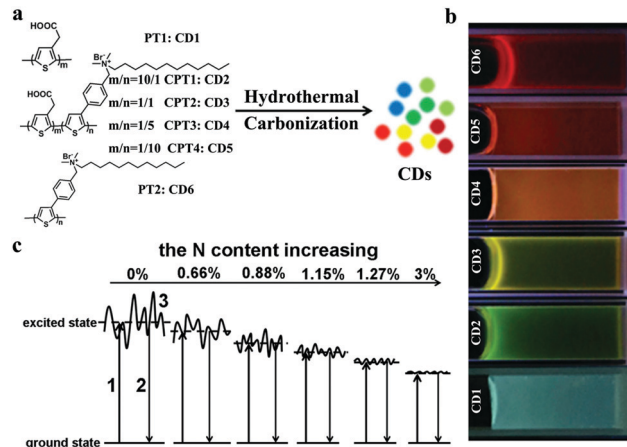 a
HOOC
PT1: CD1
S
m
Br-
N+
m/n=10/1 CPT1: CD2
HOOC
m/n=1/1 CPT2: CD3
m/n=1/5 CPT3: CD4
S
m
S
n
m/n=1/10 CPT4: CD5
Br-
N+
PT2: CD6
S
n
Hydrothermal
Carbonization
CDs
b
CD6
CD5
CD4
CD3
CD2
CD1
c
the N content increasing
0% 0.66% 0.88% 1.15% 1.27% 3%
3
excited state
1 2
ground state